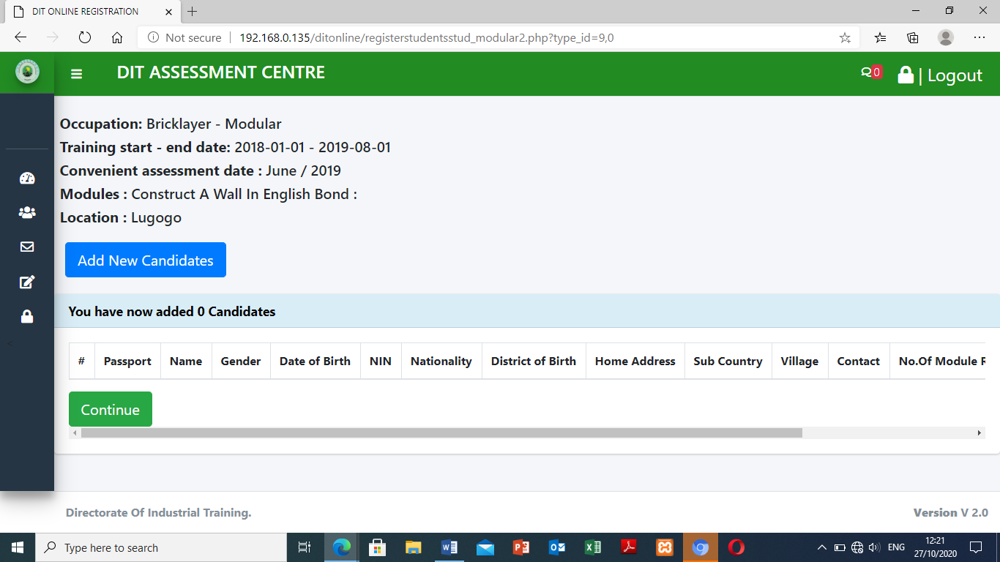 DIT ONLINE REGISTRATION
Not secure | 192.168.0.135/ditonline/registerstudentsstud_modular2.php?type_id=9,0
DIT ASSESSMENT CENTRE
0
| Logout
Occupation: Bricklayer - Modular
Training start - end date: 2018-01-01 - 2019-08-01
Convenient assessment date : June / 2019
Modules : Construct A Wall In English Bond :
Location : Lugogo
Add New Candidates
You have now added 0 Candidates
# Passport Name Gender Date of Birth NIN Nationality District of Birth Home Address Sub Country Village Contact No.Of Module R
Continue
Directorate Of Industrial Training.
Version V 2.0
Type here to search
ENG
12:21
27/10/2020